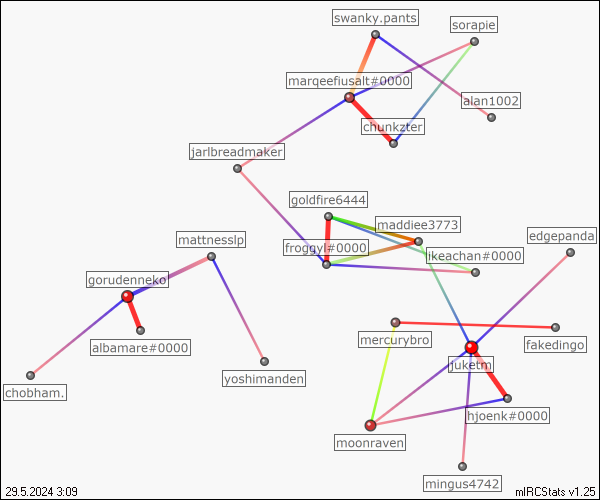 swanky.pants
sorapie
marqeefiusalt#0000
alan1002
chunkzter
jarlbreadmaker
goldfire6444
maddiee3773
edgepanda
mattnesslp
froggyl#0000
ikeachan#0000
gorudenneko
mercurybro
fakedingo
albamare#0000
juketm
yoshimanden
chobham.
hjoenk#0000
moonraven
mingus4742
29.5.2024 3:09
mIRCStats v1.25